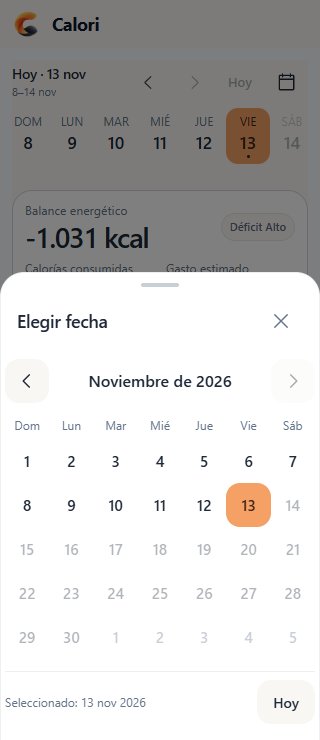 Calori
Hoy · 13 nov
8–14 nov
Hoy
DOM LUN MAR MIÉ JUE VIE SÁB
8 9 10 11 12 13 14
Balance energético
-1.031 kcal
Déficit Alto
Calorías consumidas Gasto estimado
Elegir fecha
Noviembre de 2026
Dom Lun Mar Mié Jue Vie Sáb
1 2 3 4 5 6 7
8 9 10 11 12 13 14
15 16 17 18 19 20 21
22 23 24 25 26 27 28
29 30 1 2 3 4 5
Seleccionado: 13 nov 2026
Hoy